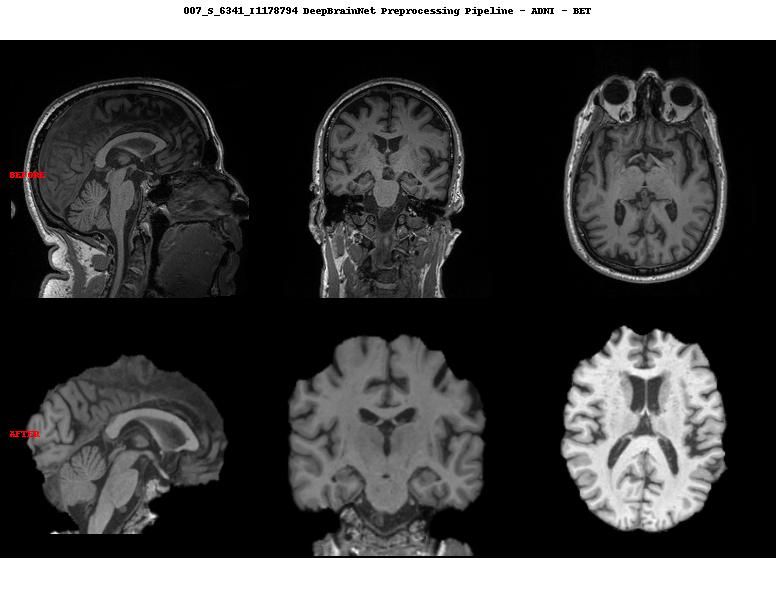 007_S_6341_I1178794 DeepBrainNet Preprocessing Pipeline - ADNI - BET
BEFORE
AFTER